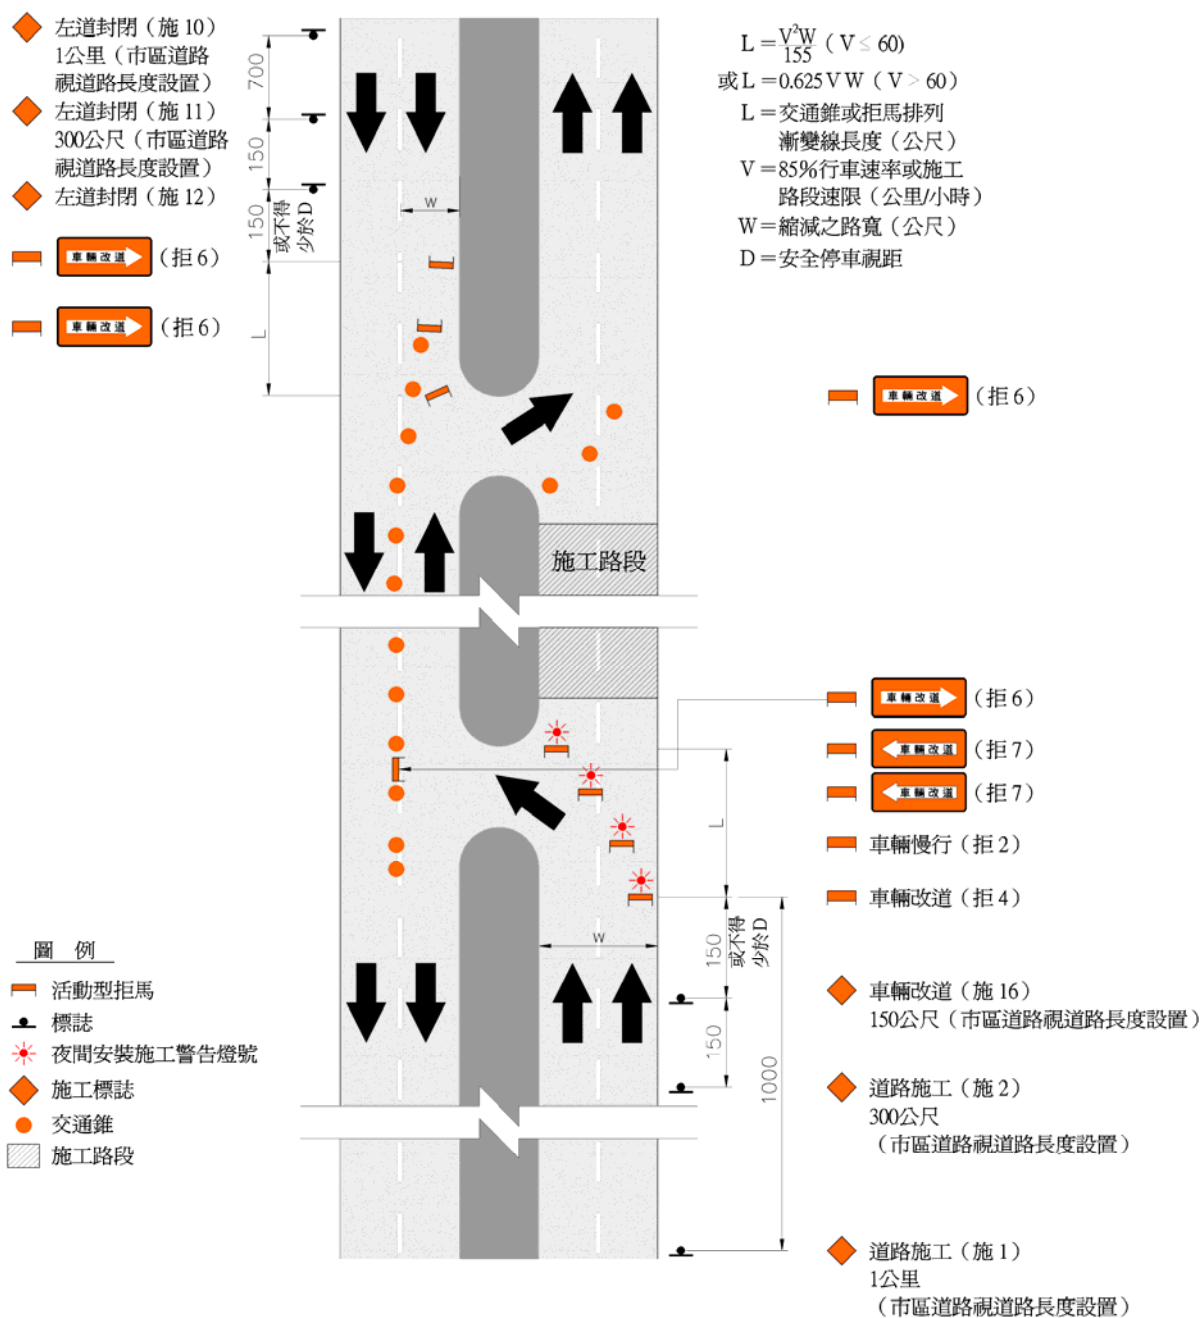 左道封閉（施 10）
1公里（市區道路
視道路長度設置）
左道封閉（施 11）
300公尺（市區道路
視道路長度設置）
左道封閉（施 12）
車輛改道
（拒 6）
車輛改道
（拒 6）
700
150
150
或不得
少於D
L
W
L＝V²W/155（V ≤ 60)
或 L＝0.625 V W（V > 60）
L＝交通錐或拒馬排列
漸變線長度（公尺）
V＝85%行車速率或施工
路段速限（公里/小時）
W＝縮減之路寬（公尺）
D＝安全停車視距
車輛改道
（拒 6）
施工路段
車輛改道
（拒 6）
車輛改道
（拒 7）
車輛改道
（拒 7）
車輛慢行（拒 2）
車輛改道（拒 4）
L
W
150
或不得
少於D
150
1000
車輛改道（施 16）
150公尺（市區道路視道路長度設置）
道路施工（施 2）
300公尺
（市區道路視道路長度設置）
道路施工（施 1）
1公里
（市區道路視道路長度設置）
圖 例
活動型拒馬
標誌
夜間安裝施工警告燈號
施工標誌
交通錐
施工路段